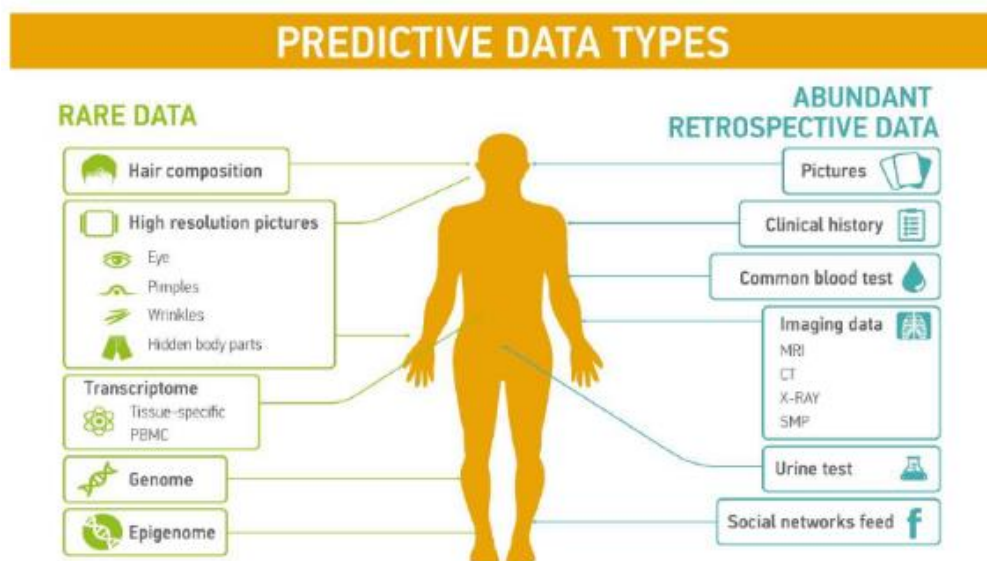 PREDICTIVE DATA TYPES
RARE DATA
Hair composition
High resolution pictures
Eye
Pimples
Wrinkles
Hidden body parts
Transcriptome
Tissue-specific
PBMC
Genome
Epigenome
ABUNDANT
RETROSPECTIVE DATA
Pictures
Clinical history
Common blood test
Imaging data
MRI
CT
X-RAY
SMP
Urine test
Social networks feed